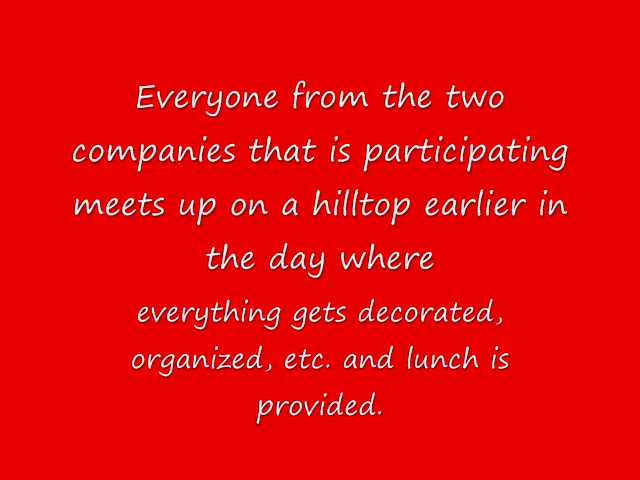 Everyone from the two
companies that is participating
meets up on a hilltop earlier in
the day where
everything gets decorated,
organized, etc. and lunch is
provided.